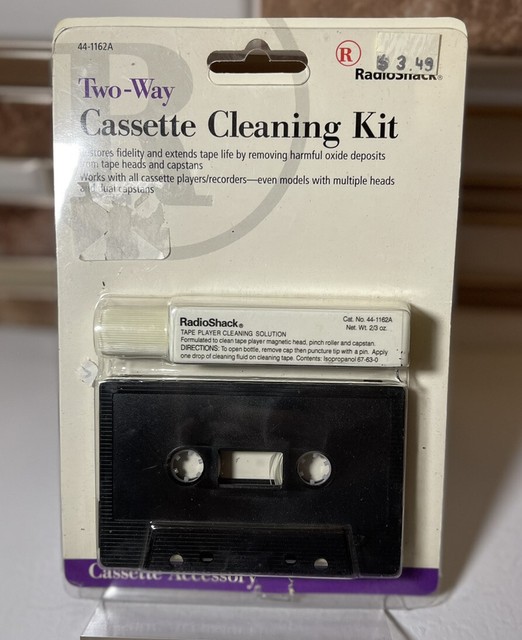 44-1162A
R
$ 3.49
RadioShack®
Two-Way
Cassette Cleaning Kit
stores fidelity and extends tape life by removing harmful oxide deposits
tape heads and capstans
Works with all cassette players/recorders—even models with multiple heads
and dual capstans
RadioShack®
Cat. No. 44-1162A
Net. Wt. 2/3 oz.
TAPE PLAYER CLEANING SOLUTION
Formulated to clean tape player magnetic head, pinch roller and capstan.
DIRECTIONS: To open bottle, remove cap then puncture tip with a pin. Apply
one drop of cleaning fluid on cleaning tape. Contents: Isopropanol 67-63-0
Cassette Accessory